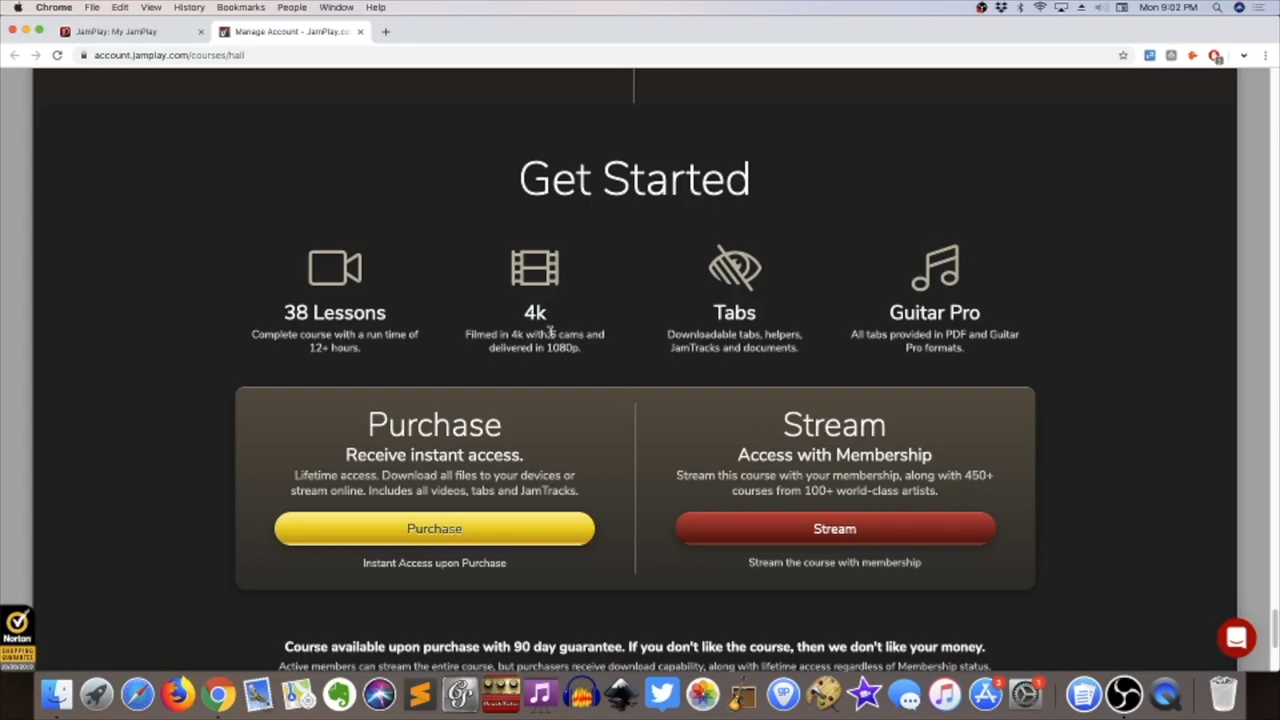 Chrome File Edit View History Bookmarks People Window Help Mon 9:02 PM
JamPlay: My JamPlay Manage Account - JamPlay.co
account.jamplay.com/courses/hall
Get Started
38 Lessons 4k Tabs Guitar Pro
Complete course with a run time of Filmed in 4k with cams and Downloadable tabs, helpers, All tabs provided in PDF and Guitar
12+ hours. delivered in 1080p. JamTracks and documents. Pro formats.
Purchase Stream
Receive instant access. Access with Membership
Lifetime access. Download all files to your devices or Stream this course with your membership, along with 450+
stream online. Includes all videos, tabs and JamTracks. courses from 100+ world-class artists.
Purchase Stream
Instant Access upon Purchase Stream the course with membership
Norton
SHOPPING
GUARANTEE
Course available upon purchase with 90 day guarantee. If you don't like the course, then we don't like your money.
Active members can stream the entire course, but purchasers receive download capability, along with lifetime access regardless of Membership status.